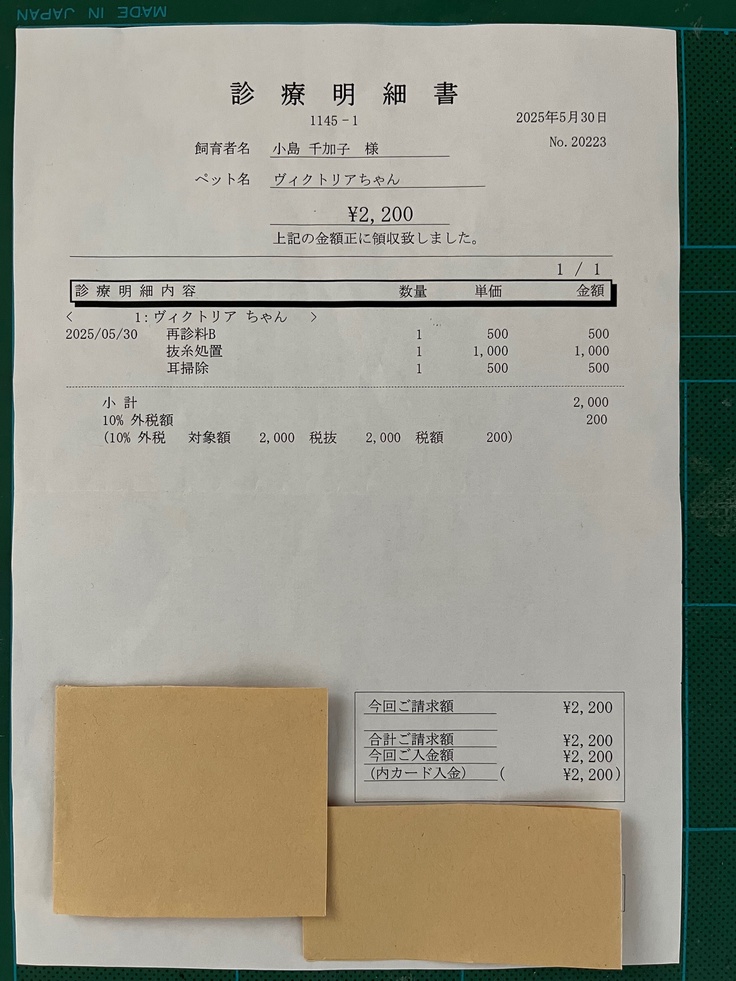 MADE IN JAPAN
診療明細書
1145-1
2025年5月30日
No.20223
飼育者名 小島 千加子 様
ペット名 ヴィクトリアちゃん
¥2,200
上記の金額正に領収致しました。
1 / 1
診療明細内容 数量 単価 金額
< 1:ヴィクトリア ちゃん >
2025/05/30 再診料B 1 500 500
抜糸処置 1 1,000 1,000
耳掃除 1 500 500
小計 2,000
10% 外税額 200
(10% 外税 対象額 2,000 税抜 2,000 税額 200)
今回ご請求額 ¥2,200
合計ご請求額 ¥2,200
今回ご入金額 ¥2,200
(内カード入金) ( ¥2,200)